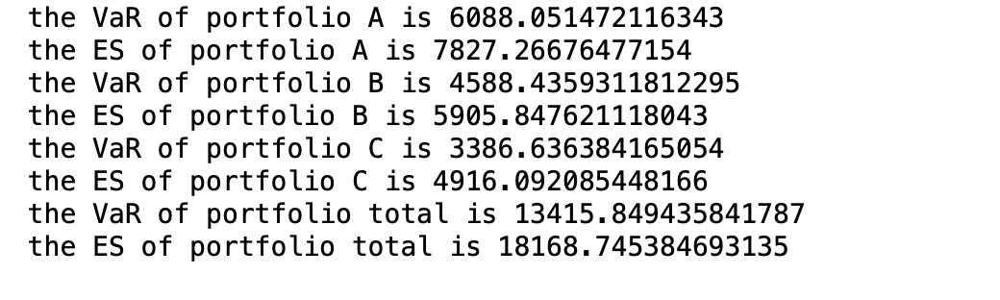 the VaR of portfolio A is 6088.051472116343
the ES of portfolio A is 7827.26676477154
the VaR of portfolio B is 4588.4359311812295
the ES of portfolio B is 5905.847621118043
the VaR of portfolio C is 3386.636384165054
the ES of portfolio C is 4916.092085448166
the VaR of portfolio total is 13415.849435841787
the ES of portfolio total is 18168.745384693135